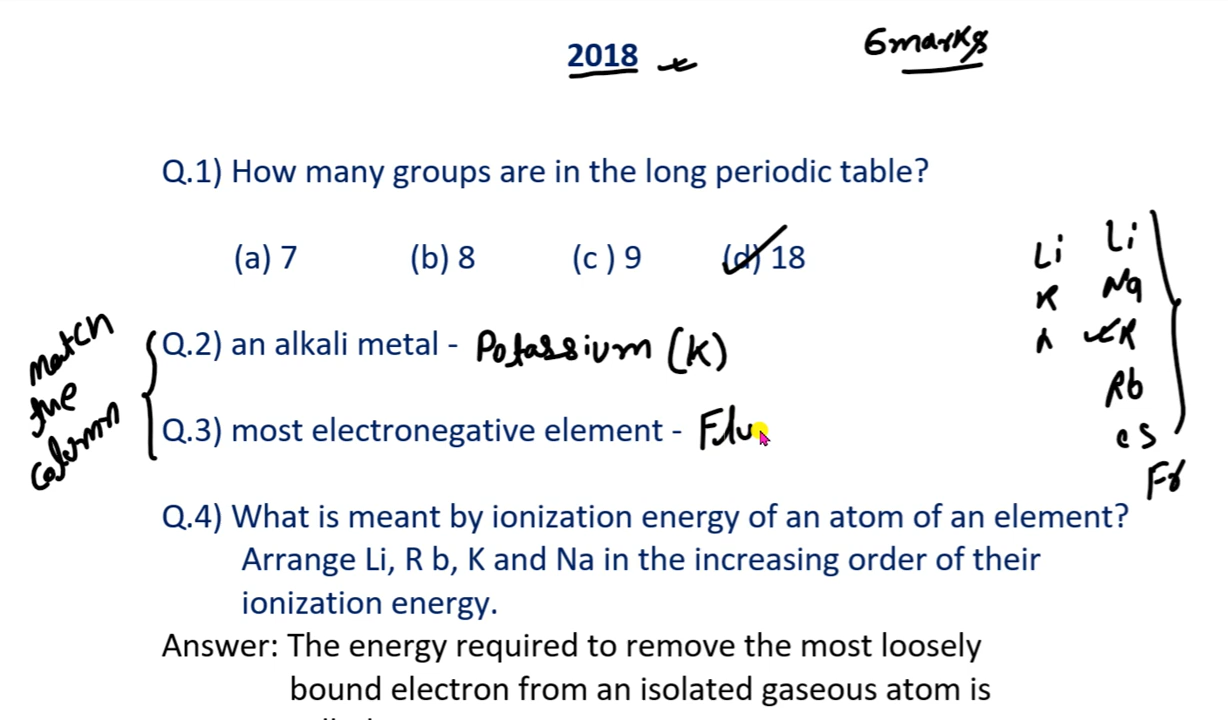 2018
6marks
Q.1) How many groups are in the long periodic table?
(a) 7 (b) 8 (c ) 9 (d) 18
Li Li
K Na
K
Rb
cs
Fr
match
the
column
Q.2) an alkali metal - Potassium (K)
Q.3) most electronegative element - Flu
Q.4) What is meant by ionization energy of an atom of an element?
Arrange Li, R b, K and Na in the increasing order of their
ionization energy.
Answer: The energy required to remove the most loosely
bound electron from an isolated gaseous atom is